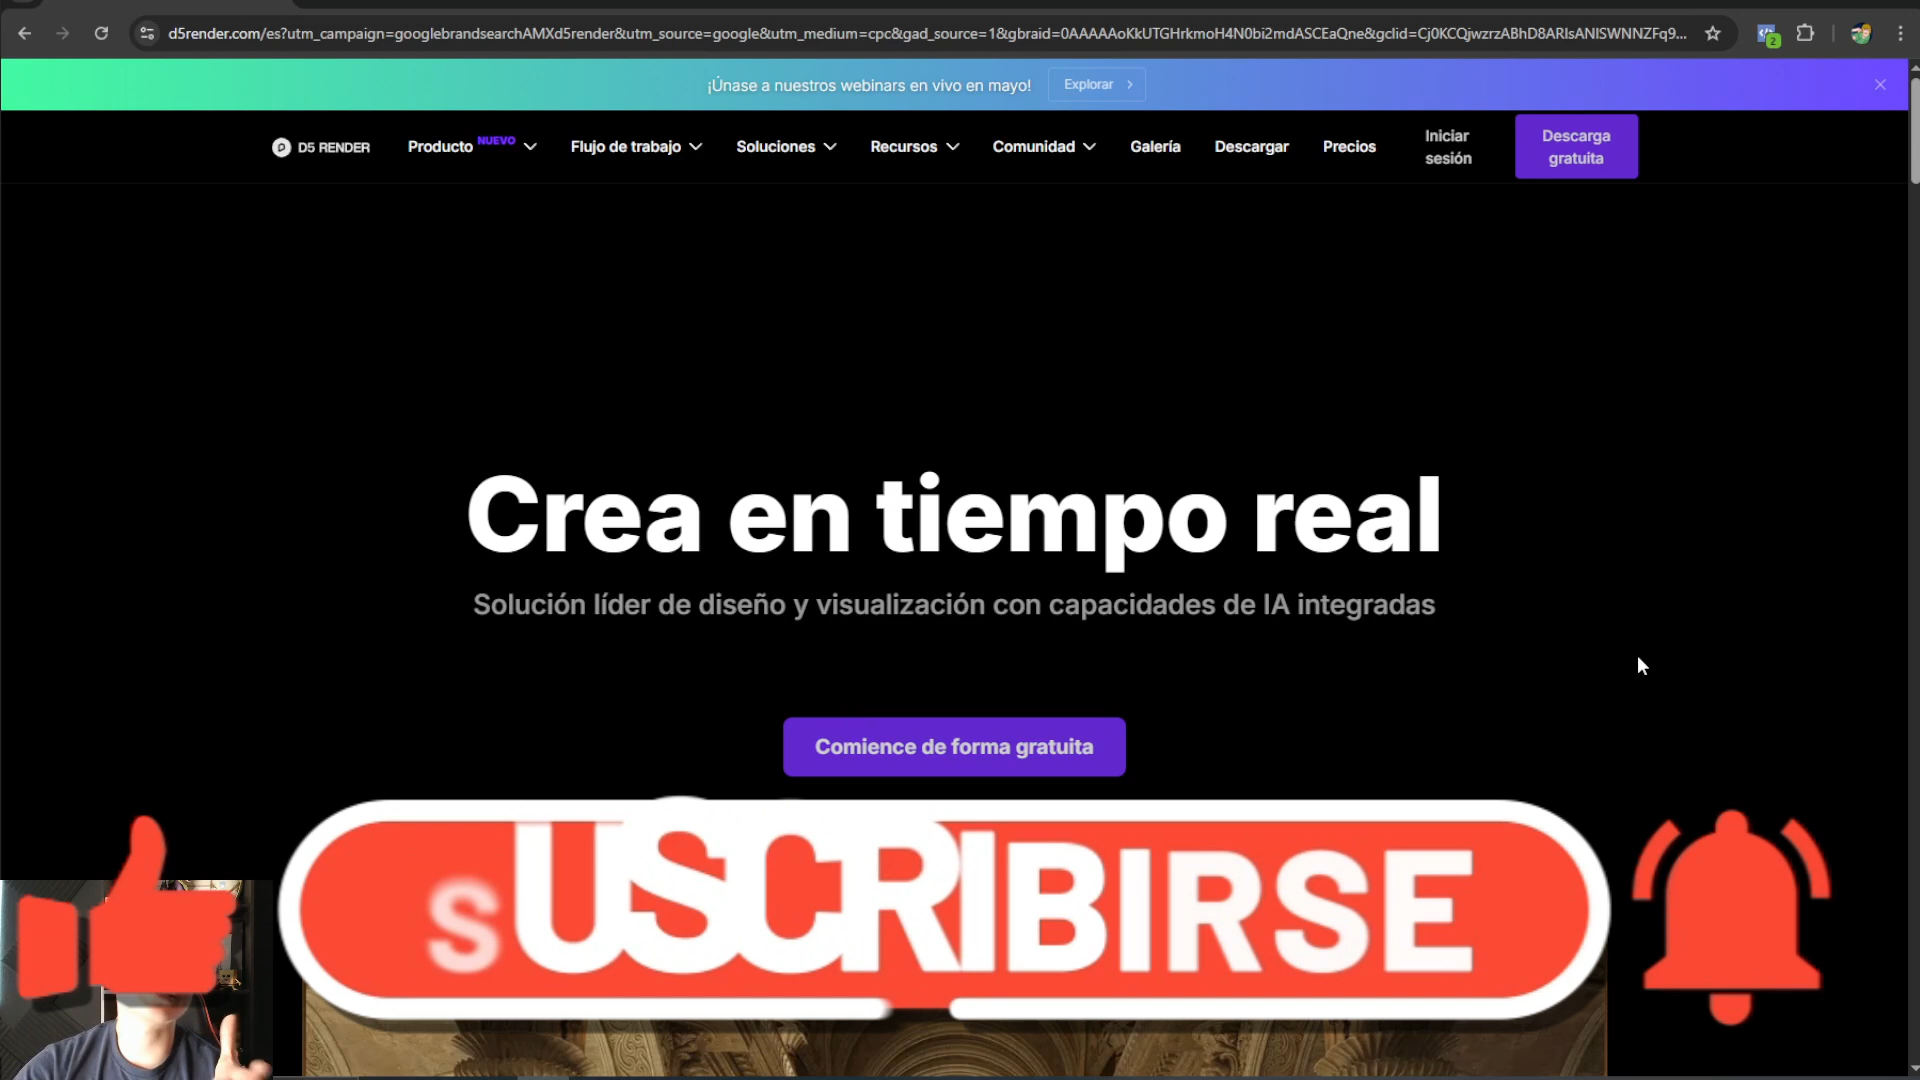 d5render.com/es?utm_campaign=googlebrandsearchAMXd5render&utm_source=google&utm_medium=cpc&gad_source=1&gbraid=0AAAAAoKkUTGHrkmoH4N0bi2mdASCEaQne&gclid=Cj0KCQjwzrzABhD8ARIsANlSWNNZFq9...
2
¡Únase a nuestros webinars en vivo en mayo! Explorar
D5 RENDER Producto NUEVO Flujo de trabajo Soluciones Recursos Comunidad Galería Descargar Precios
Iniciar sesión
Descarga gratuita
Crea en tiempo real
Solución líder de diseño y visualización con capacidades de IA integradas
Comience de forma gratuita
SUSCRIBIRSE